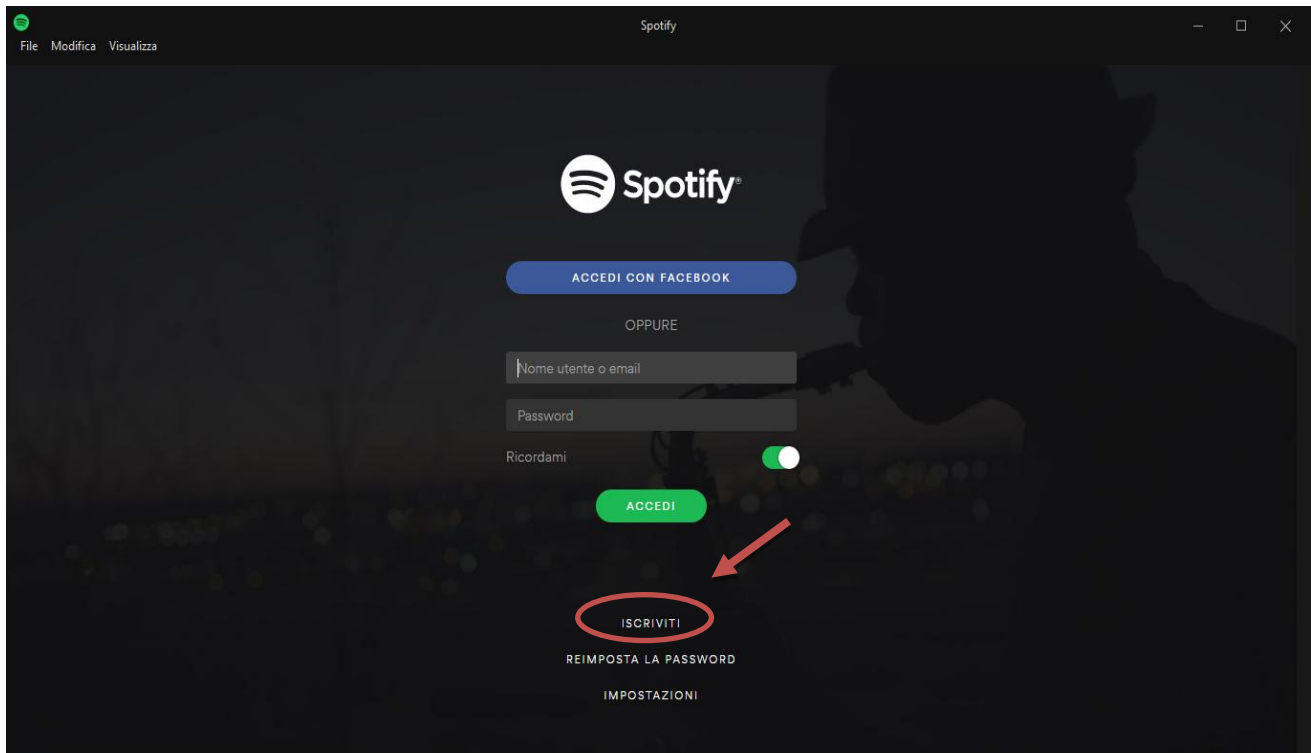 Spotify
File Modifica Visualizza
Spotify®
ACCEDI CON FACEBOOK
OPPURE
Nome utente o email
Password
Ricordami
ACCEDI
ISCRIVITI
REIMPOSTA LA PASSWORD
IMPOSTAZIONI